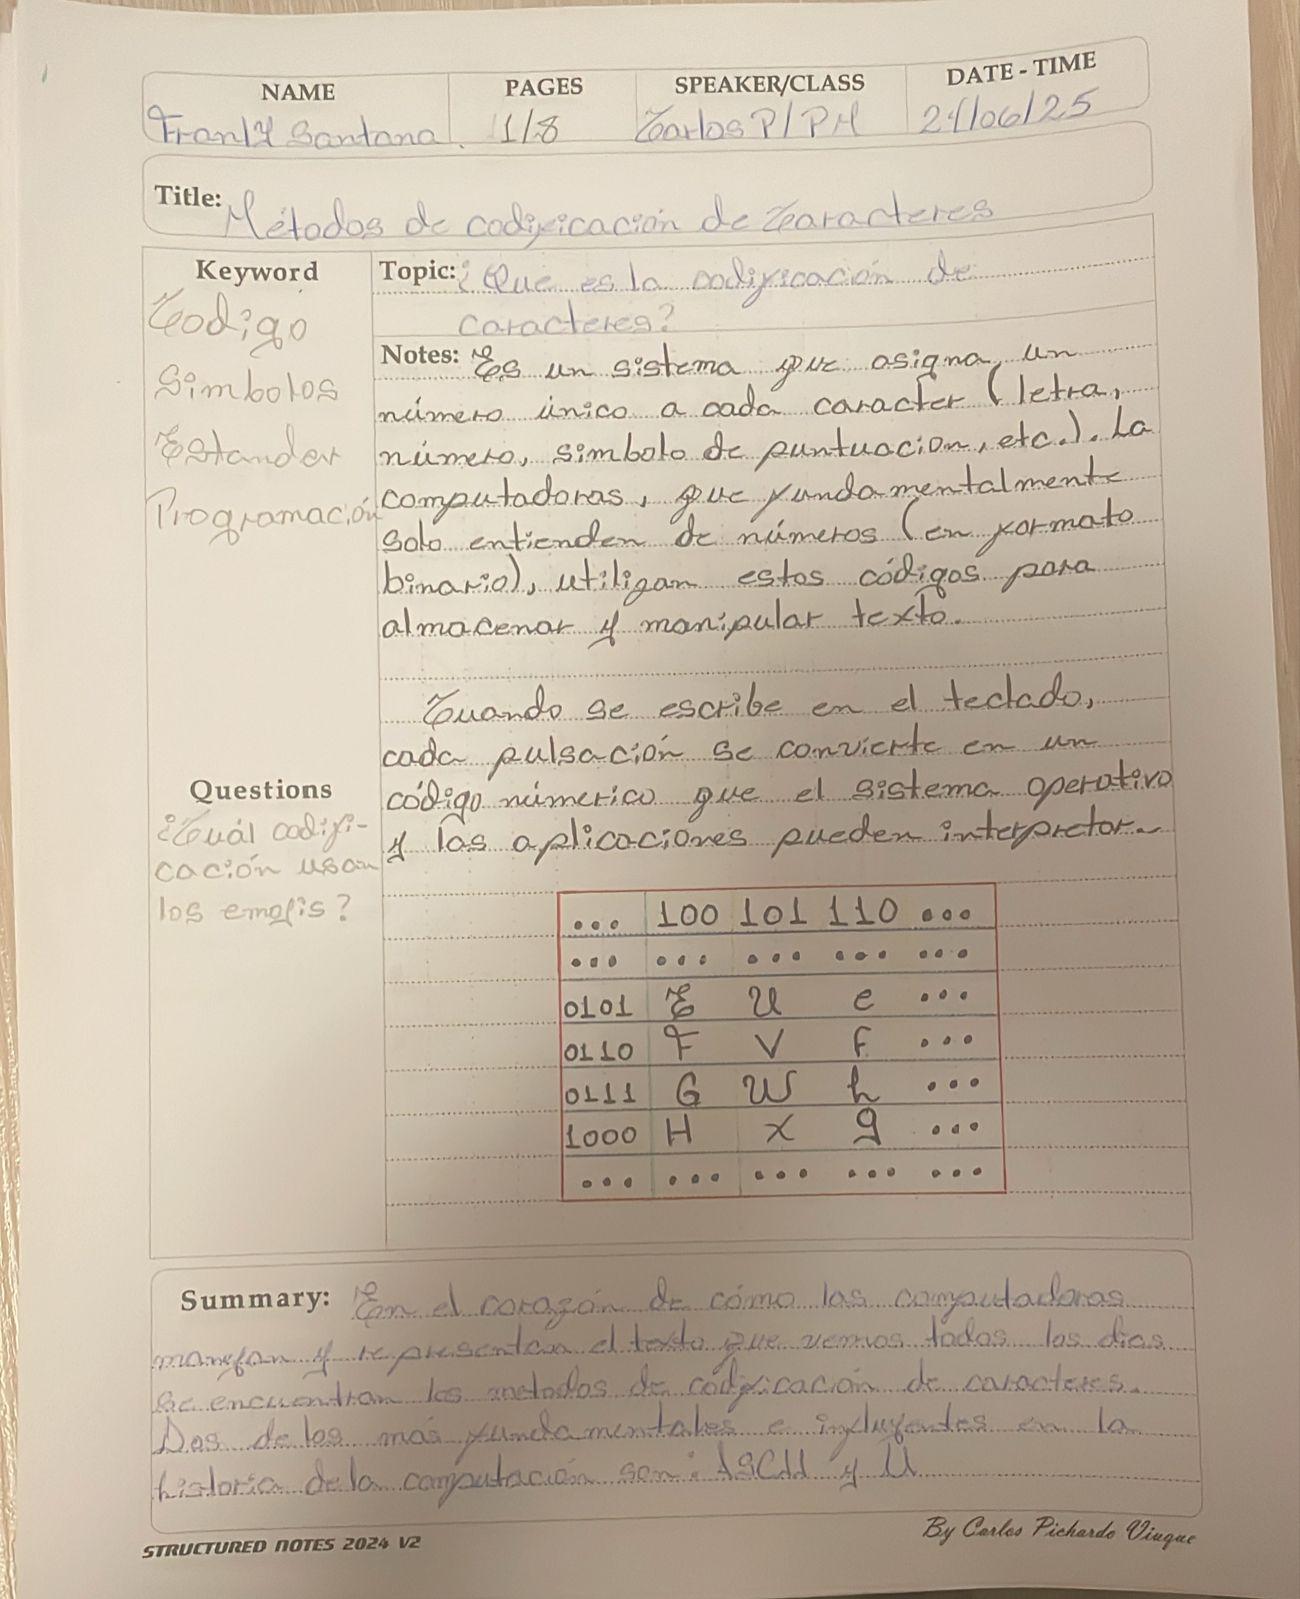 NAME PAGES SPEAKER/CLASS DATE - TIME
Franly Santana. 1/8 Carlos P/PM 24/06/25
Title: Métodos de codificación de Caracteres
Keyword
Codigo
Simbolos
Estander
Programación
Topic: ¿Que es la codificación de
caracteres?
Notes: Es un sistema que asigna un
número único a cada caracter (letra,
número, simbolo de puntuacion, etc.). La
computadoras, que fundamentalmente
solo entienden de números (en formato
binario), utilizan estos códigos para
almacenar y manipular texto.
Cuando se escribe en el teclado,
cada pulsación se convierte en un
código númerico que el sistema operativo
y las aplicaciones pueden interpretar.
Questions
¿Cuál codifi-
cación usan
los emojis?
... 100 101 110 ...
... ... ... ... ...
0101 E U e ...
0110 F V f ...
0111 G W h ...
1000 H X g ...
... ... ... ... ...
Summary: En el corazón de cómo las computadoras
manejan y representan el texto que vemos todos los dias
se encuentran los metodos de codificación de caracteres.
Dos de los más fundamentales e influyentes en la
historia de la computación son: ASCII y U
STRUCTURED NOTES 2024 V2
By Carlos Pichardo Viuque